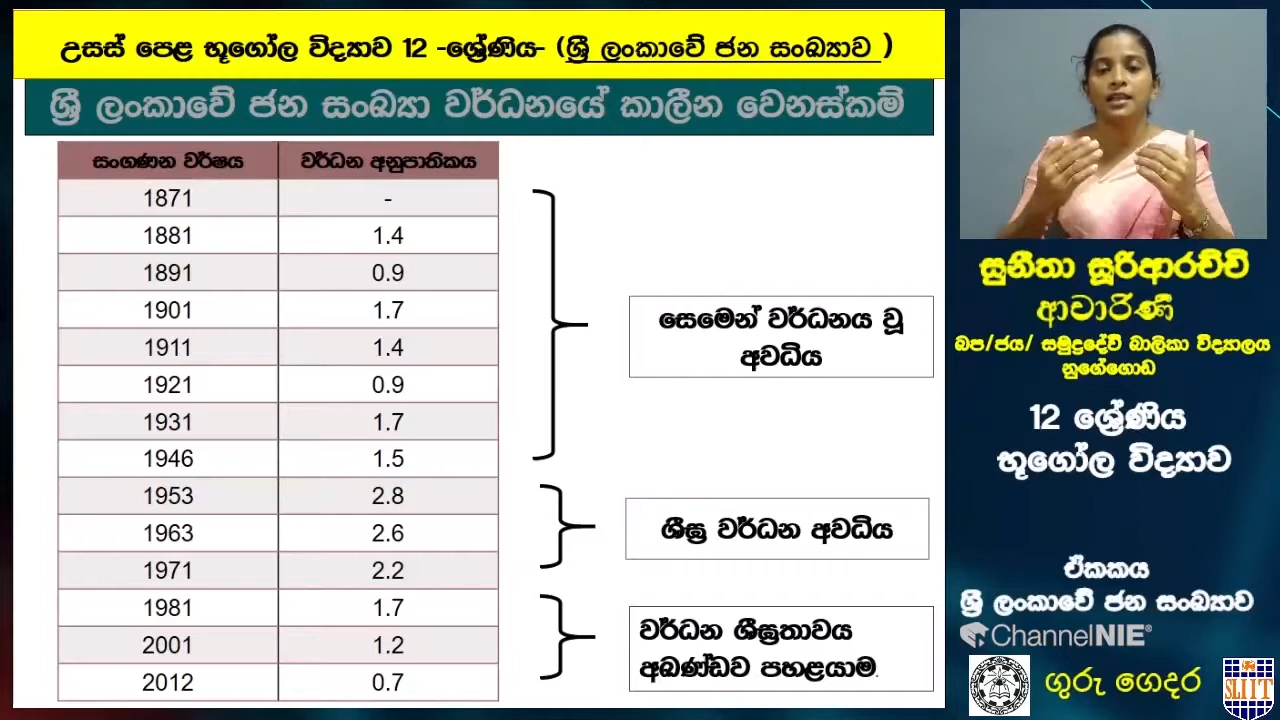 උසස් පෙළ භූගෝල විද්‍යාව 12 -ශ්‍රේණිය- (ශ්‍රී ලංකාවේ ජන සංඛ්‍යාව )
ශ්‍රී ලංකාවේ ජන සංඛ්‍යා වර්ධනයේ කාලීන වෙනස්කම්
සංගණන වර්ෂය වර්ධන අනුපාතිකය
1871 -
1881 1.4
1891 0.9
1901 1.7
1911 1.4
1921 0.9
1931 1.7
1946 1.5
1953 2.8
1963 2.6
1971 2.2
1981 1.7
2001 1.2
2012 0.7
සෙමෙන් වර්ධනය වූ
අවධිය
ශීඝ්‍ර වර්ධන අවධිය
වර්ධන ශීඝ්‍රතාවය
අඛණ්ඩව පහළයාම.
සුනීතා සූරිආරච්චි
ආචාරිණී
බප/ජය/ සමුද්‍රදේවී බාලිකා විද්‍යාලය
නුගේගොඩ
12 ශ්‍රේණිය
භූගෝල විද්‍යාව
ඒකකය
ශ්‍රී ලංකාවේ ජන සංඛ්‍යාව
ChannelNIE®
ගුරු ගෙදර
SLIIT